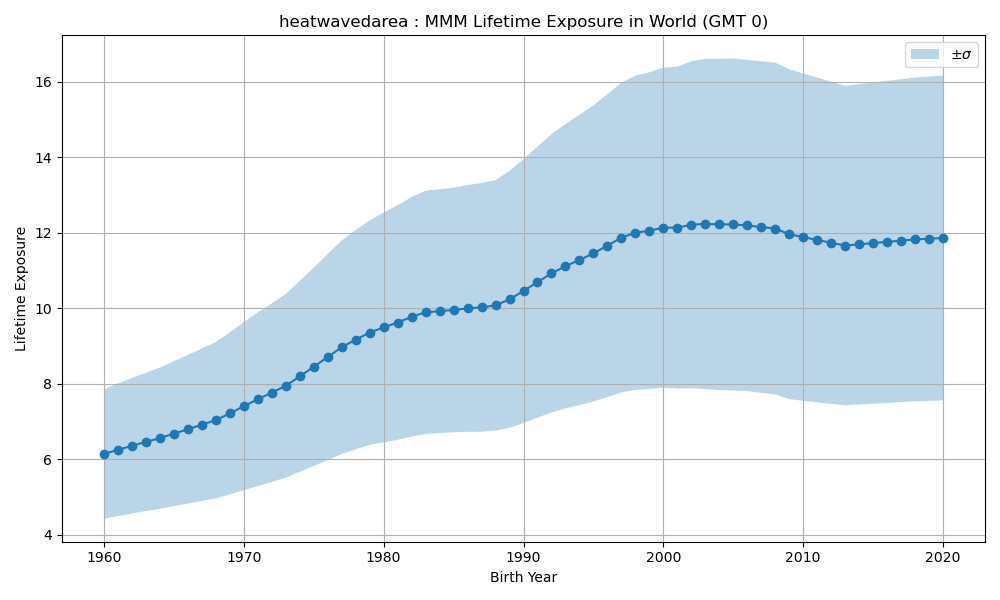 heatwavedarea : MMM Lifetime Exposure in World (GMT 0)
±σ
Lifetime Exposure
16
14
12
10
8
6
4
1960 1970 1980 1990 2000 2010 2020
Birth Year